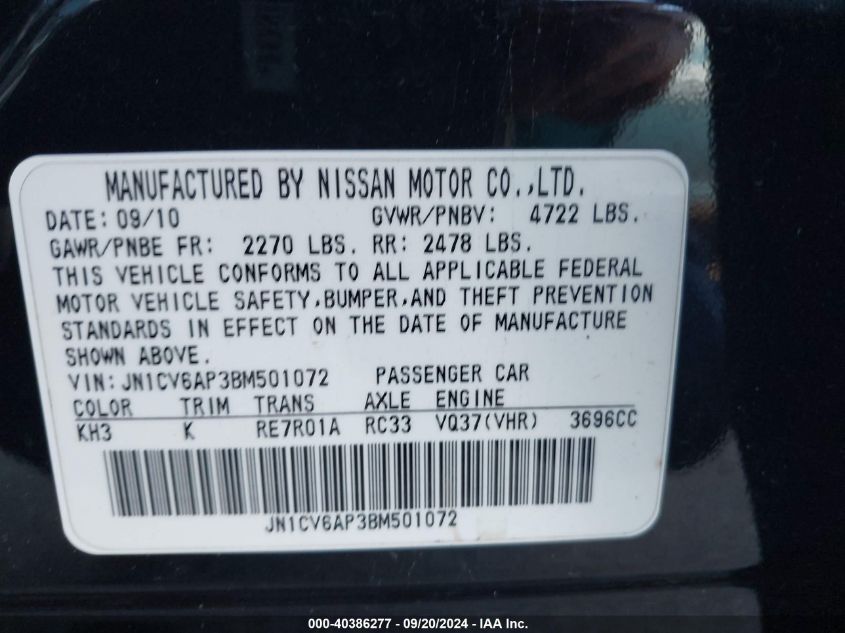 MANUFACTURED BY NISSAN MOTOR CO.,LTD.
DATE: 09/10 GVWR/PNBV: 4722 LBS.
GAWR/PNBE FR: 2270 LBS. RR: 2478 LBS.
THIS VEHICLE CONFORMS TO ALL APPLICABLE FEDERAL
MOTOR VEHICLE SAFETY,BUMPER,AND THEFT PREVENTION
STANDARDS IN EFFECT ON THE DATE OF MANUFACTURE
SHOWN ABOVE.
VIN: JN1CV6AP3BM501072 PASSENGER CAR
COLOR TRIM TRANS AXLE ENGINE
KH3 K RE7R01A RC33 VQ37(VHR) 3696CC
JN1CV6AP3BM501072
000-40386277 - 09/20/2024 - IAA Inc.